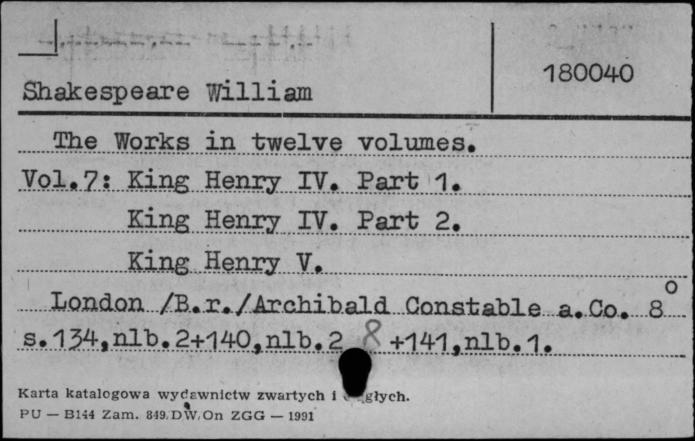 180040
Shakespeare William
The Works in twelve volumes.
Vol.7: King Henry IV. Part 1.
King Henry IV. Part 2.
King Henry V.
London /B.r./Archibald Constable a.Co. 8°
s.134,nlb.2+140,nlb.2 8 +141,nlb.1.
Karta katalogowa wydawnictw zwartych i
PU — B144 Zam. 849. DW. On ZGG — 1991